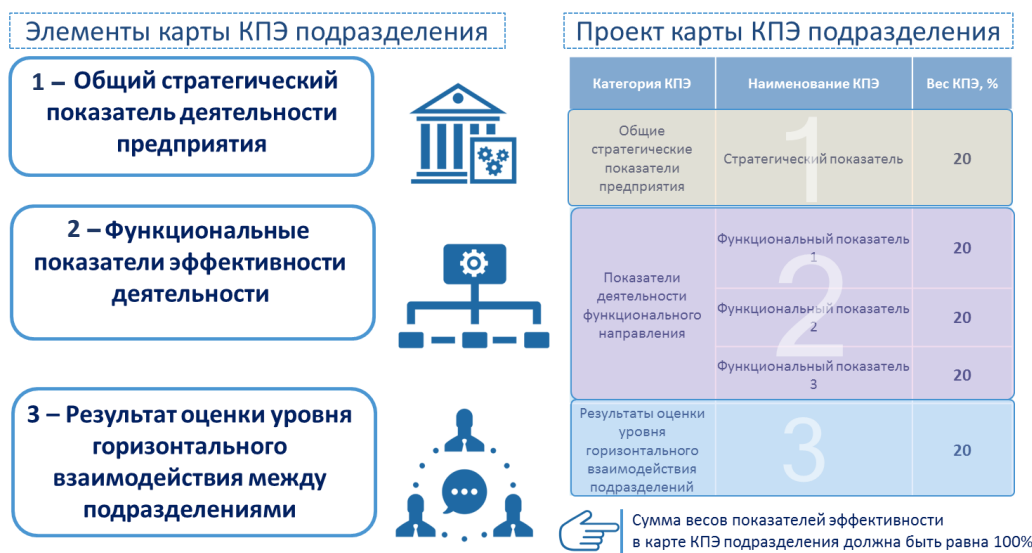 Элементы карты КПЭ подразделения
1 – Общий стратегический
показатель деятельности
предприятия
2 – Функциональные
показатели эффективности
деятельности
3 – Результат оценки уровня
горизонтального
взаимодействия между
подразделениями
Проект карты КПЭ подразделения
Категория КПЭ Наименование КПЭ Вес КПЭ, %
Общие
стратегические
показатели
предприятия
Стратегический показатель
20
1
Показатели
деятельности
функционального
направления
Функциональный показатель
1
20
Функциональный показатель
2
20
Функциональный показатель
3
20
2
Результаты оценки
уровня
горизонтального
взаимодействия
подразделений
3
20
Сумма весов показателей эффективности
в карте КПЭ подразделения должна быть равна 100%